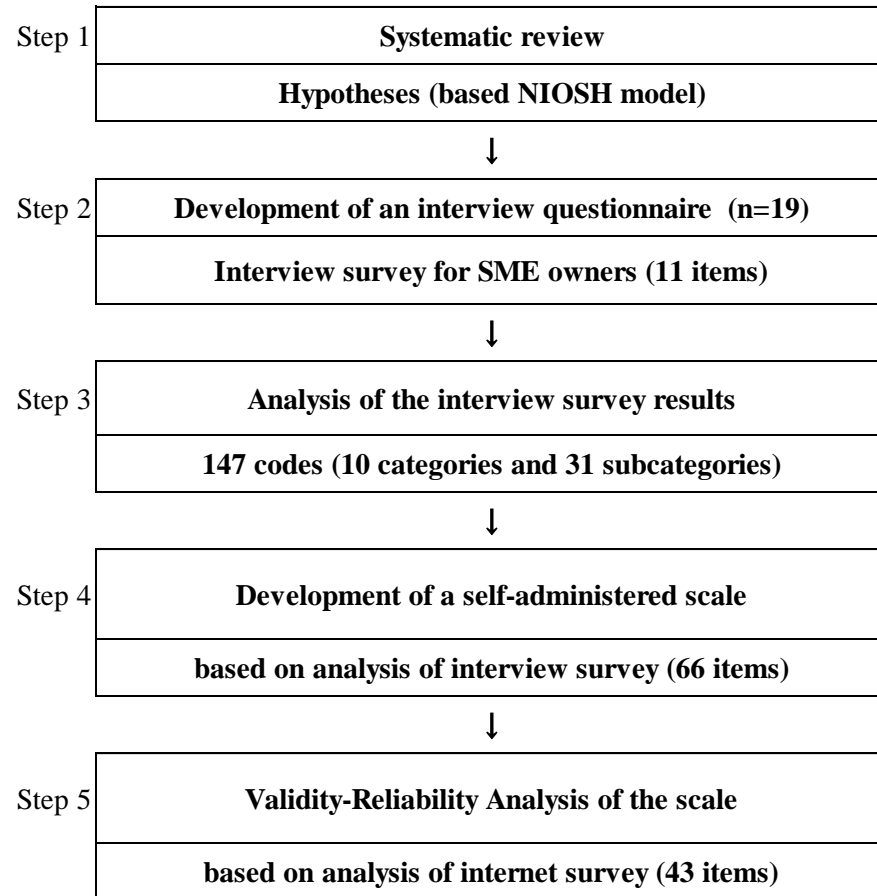 Step 1
Systematic review
Hypotheses (based NIOSH model)
↓
Step 2
Development of an interview questionnaire (n=19)
Interview survey for SME owners (11 items)
↓
Step 3
Analysis of the interview survey results
147 codes (10 categories and 31 subcategories)
↓
Step 4
Development of a self-administered scale
based on analysis of interview survey (66 items)
↓
Step 5
Validity-Reliability Analysis of the scale
based on analysis of internet survey (43 items)